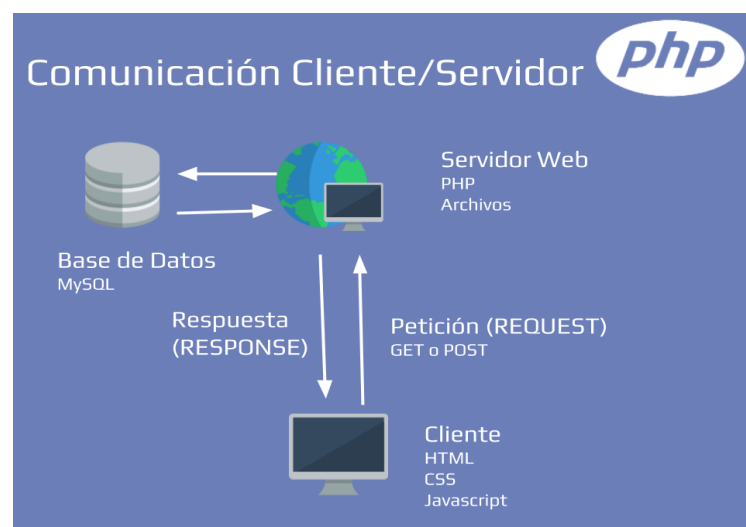 Comunicación Cliente/Servidor
php
Servidor Web
PHP
Archivos
Base de Datos
MySQL
Respuesta
(RESPONSE)
Petición (REQUEST)
GET o POST
Cliente
HTML
CSS
Javascript